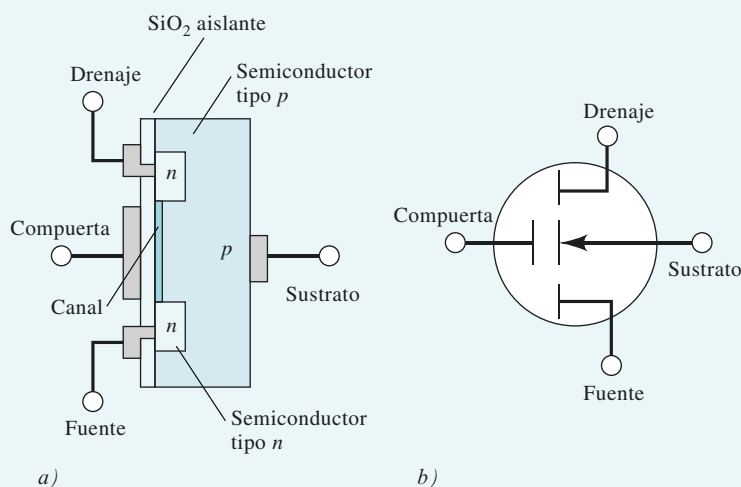 SiO2 aislante
Drenaje
Semiconductor
tipo p
n
Compuerta
p
Sustrato
Canal
n
Fuente
Semiconductor
tipo n
a)
Drenaje
Compuerta
Sustrato
Fuente
b)